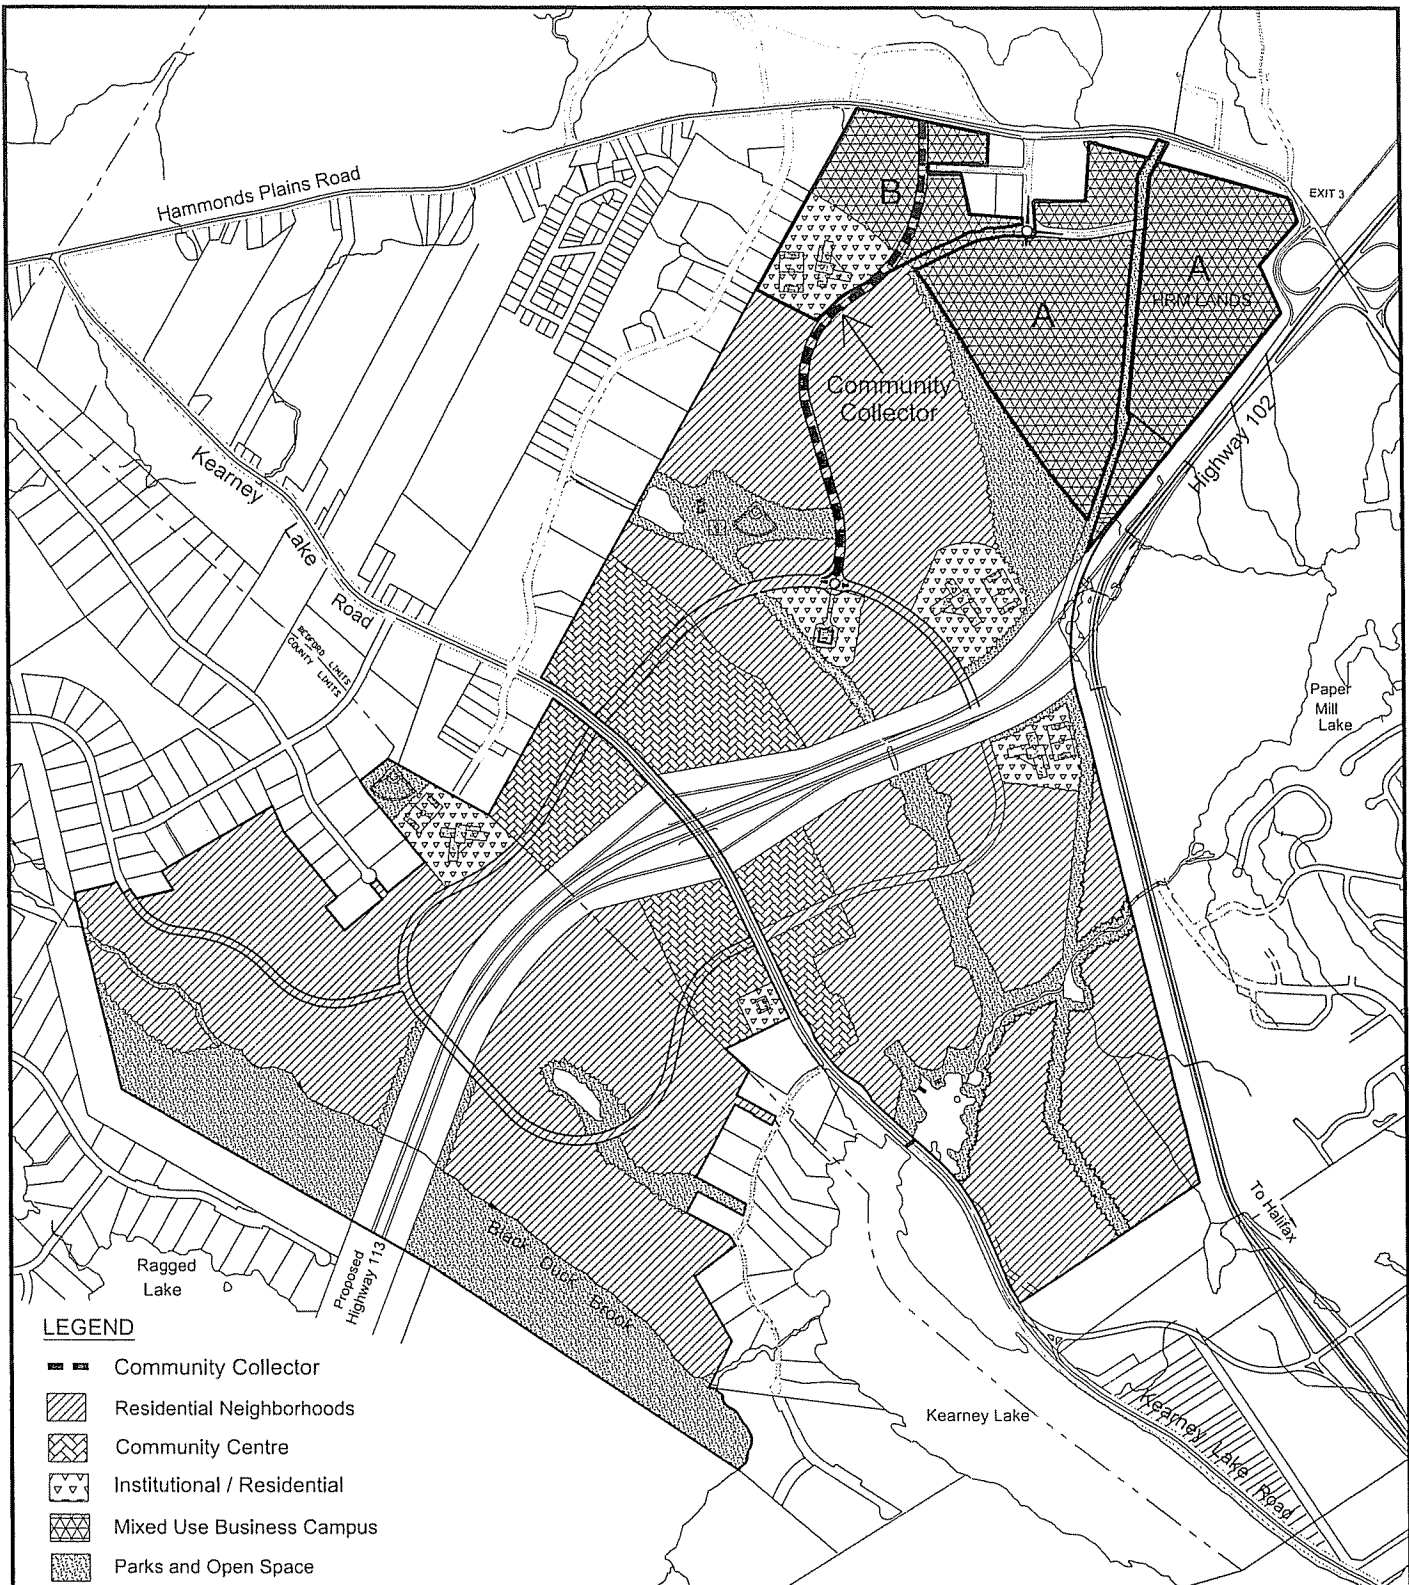 Hammonds Plains Road
EXIT 3
B
A
HRM LANDS
A
Community
Collector
Highway 102
Kearney
Lake
Road
BEDFORD LIMITS
COUNTY LIMITS
Paper
Mill
Lake
To Halifax
Ragged
Lake
Proposed
Highway 113
Black Duck Brook
Kearney Lake
Kearney Lake Road
LEGEND
Community Collector
Residential Neighborhoods
Community Centre
Institutional / Residential
Mixed Use Business Campus
Parks and Open Space